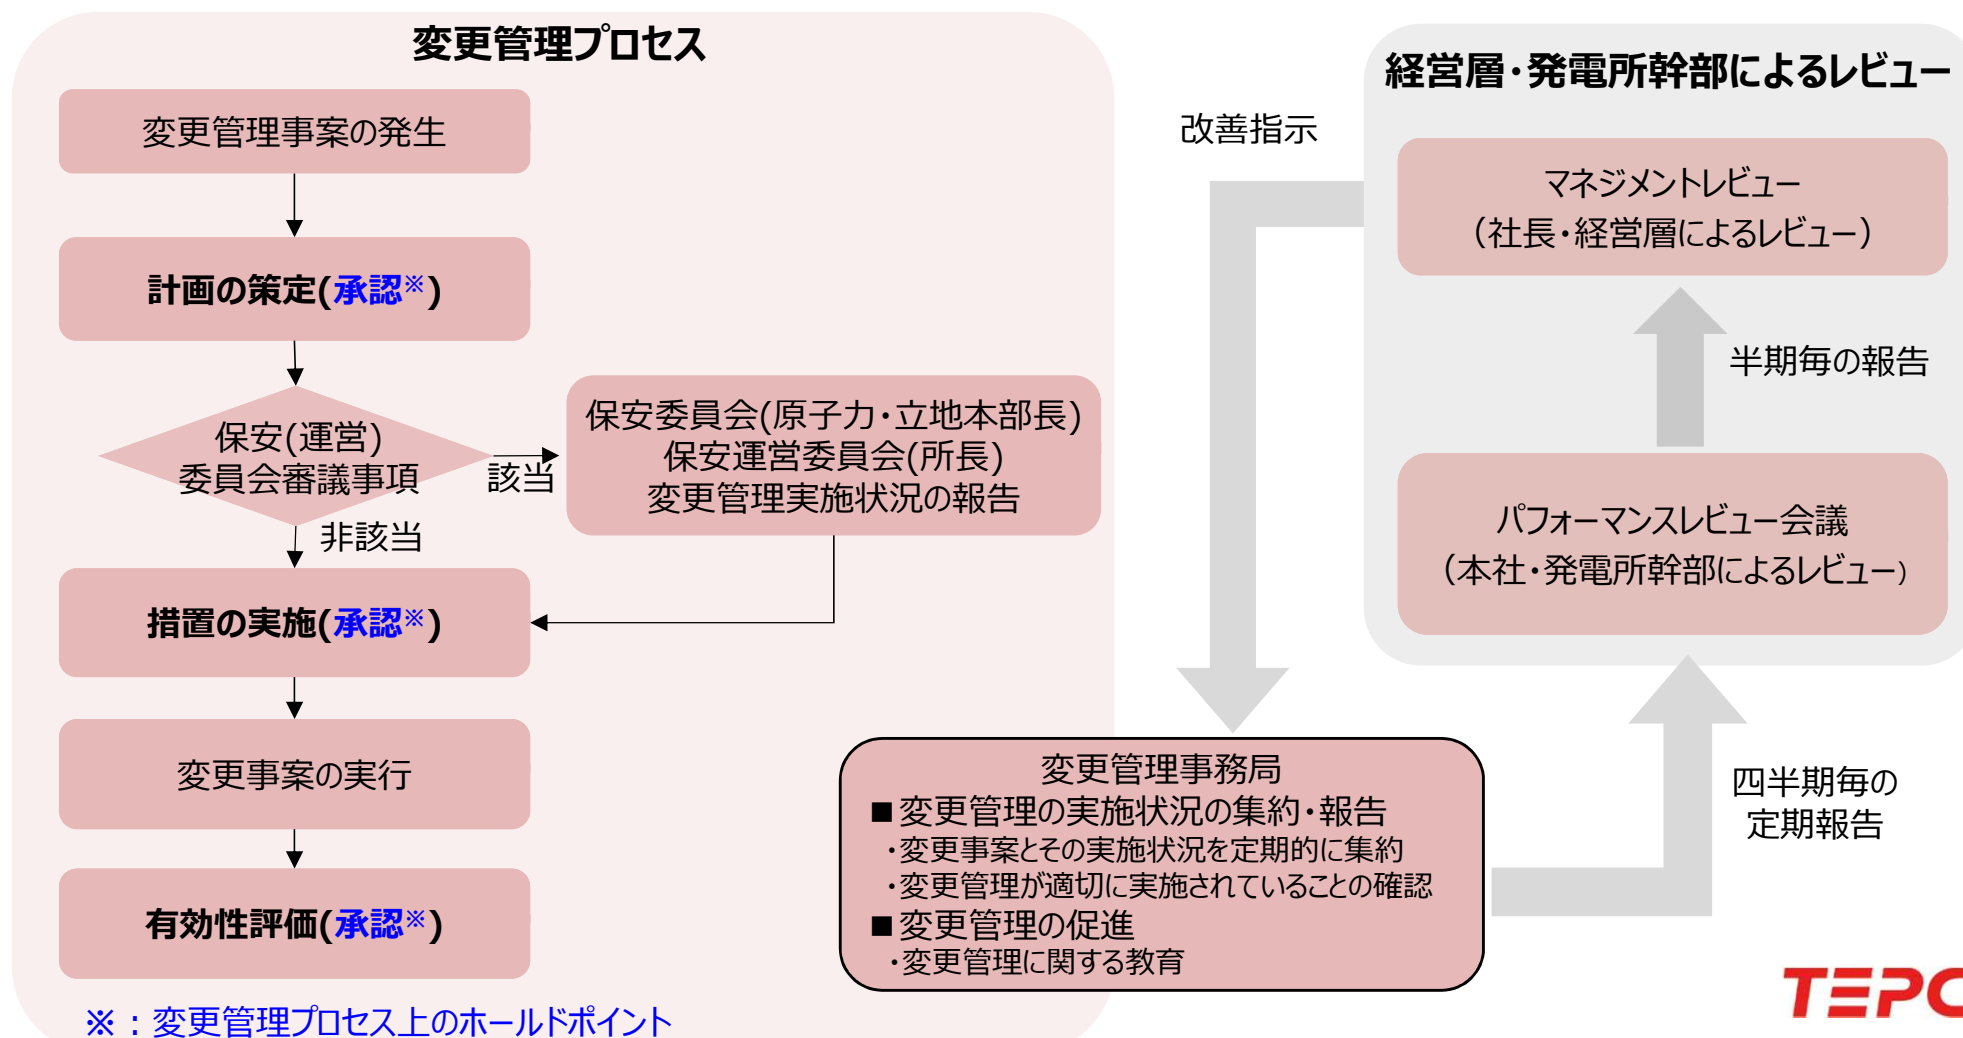 変更管理プロセス
変更管理事案の発生
計画の策定(承認※)
保安(運営)
委員会審議事項
該当
非該当
保安委員会(原子力・立地本部長)
保安運営委員会(所長)
変更管理実施状況の報告
措置の実施(承認※)
変更事案の実行
有効性評価(承認※)
※：変更管理プロセス上のホールドポイント
改善指示
経営層・発電所幹部によるレビュー
マネジメントレビュー
（社長・経営層によるレビュー）
半期毎の報告
パフォーマンスレビュー会議
（本社・発電所幹部によるレビュー）
四半期毎の
定期報告
変更管理事務局
■変更管理の実施状況の集約・報告
・変更事案とその実施状況を定期的に集約
・変更管理が適切に実施されていることの確認
■変更管理の促進
・変更管理に関する教育
TEPC